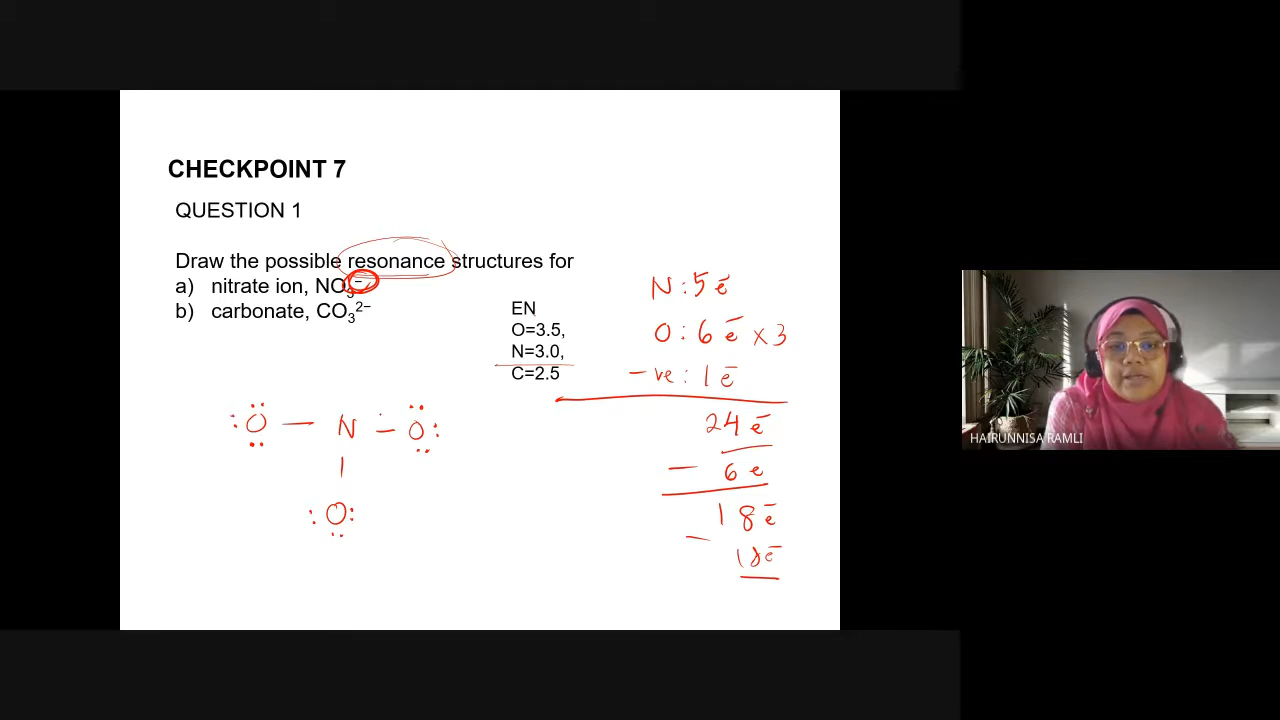 CHECKPOINT 7
QUESTION 1
Draw the possible resonance structures for
a) nitrate ion, NO₃⁻
b) carbonate, CO₃²⁻
EN
O=3.5,
N=3.0,
C=2.5
N : 5 ē
O : 6 ē x 3
-ve : 1 ē
24 ē
- 6 e
18 ē
- 18 ē
:O — N – O:
|
:O:
HAIRUNNISA RAMLI